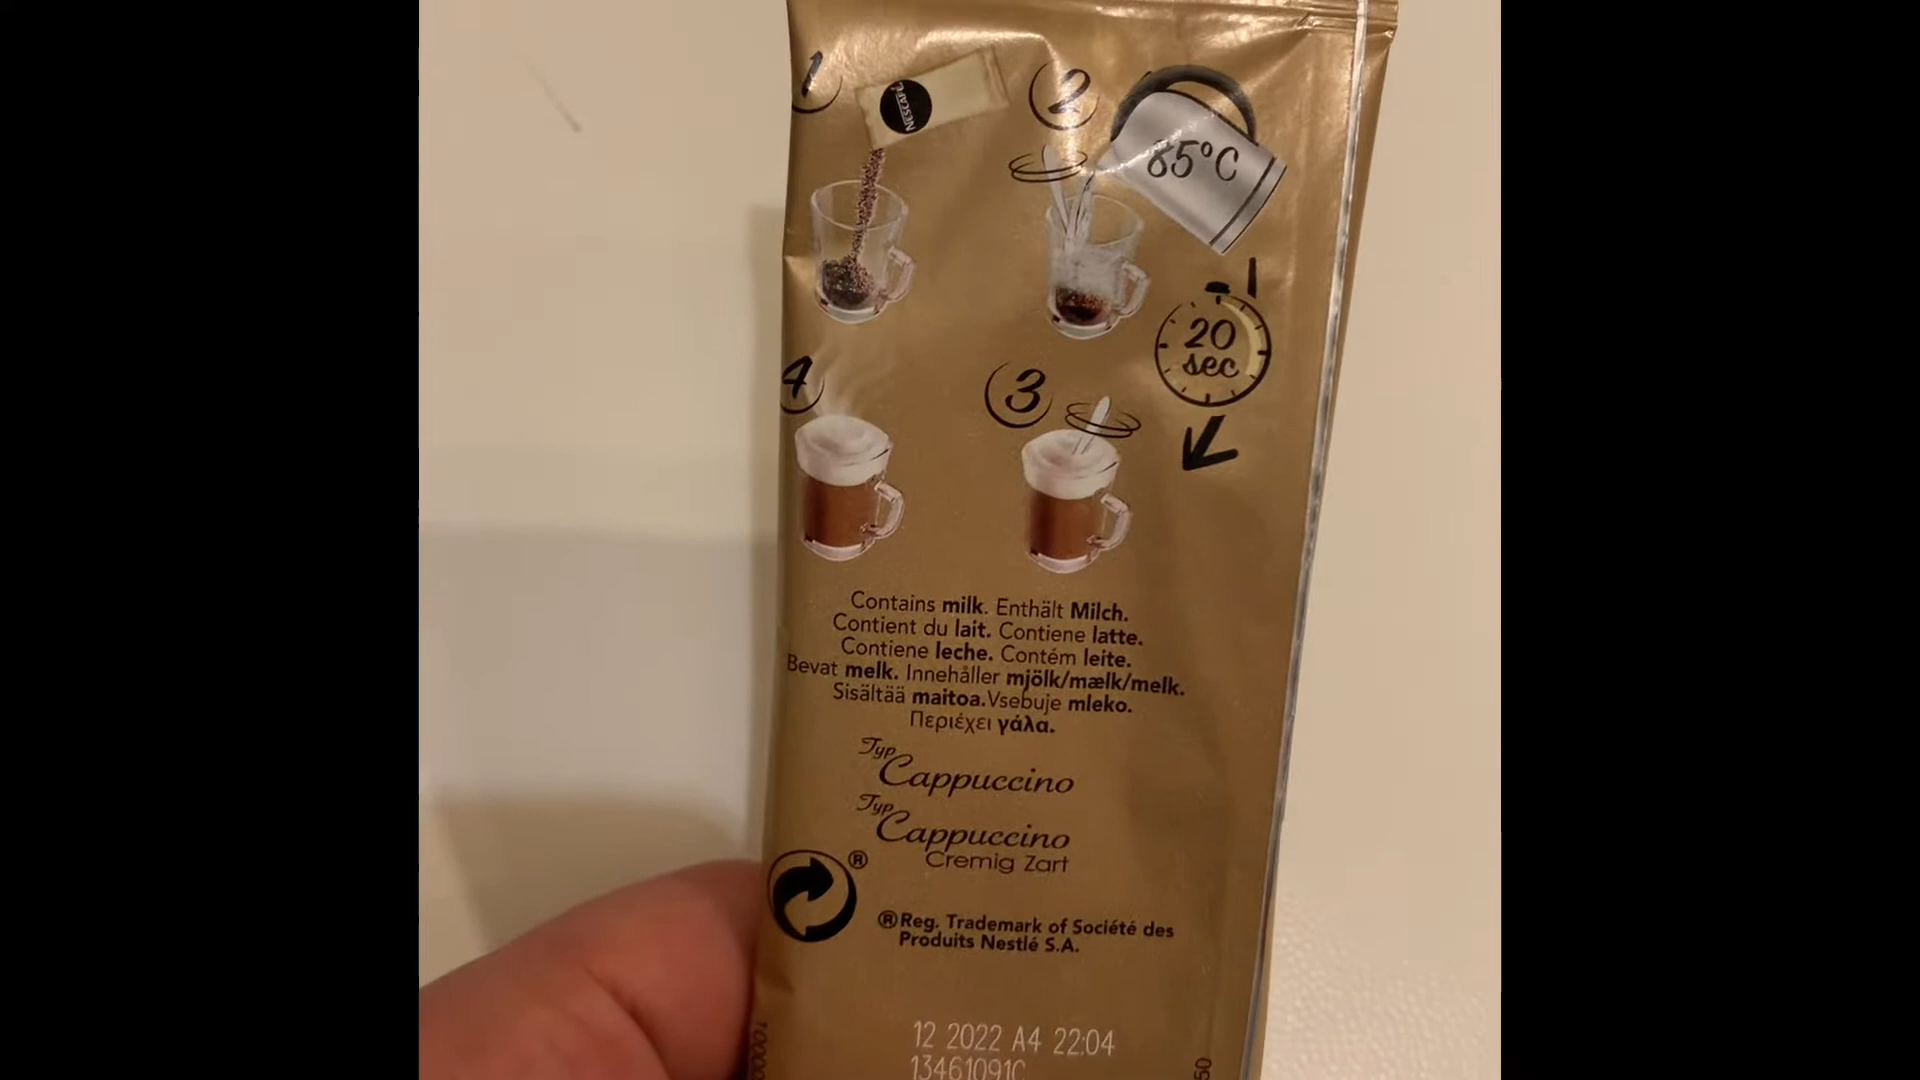 1
NESCAFÉ
2
85°C
20
sec
4
3
Contains milk. Enthält Milch.
Contient du lait. Contiene latte.
Contiene leche. Contém leite.
Bevat melk. Innehåller mjölk/mælk/melk.
Sisältää maitoa.Vsebuje mleko.
Περιέχει γάλα.
Typ
Cappuccino
Typ
Cappuccino
Cremig Zart
®
®Reg. Trademark of Société des
Produits Nestlé S.A.
12 2022 A4 22:04
13461091C
50